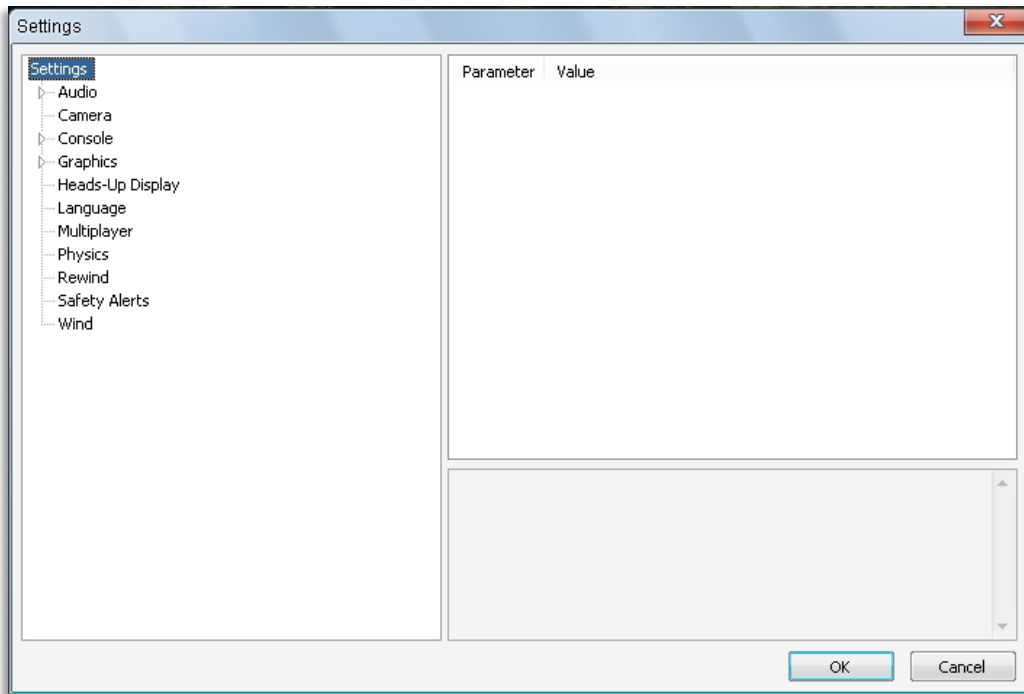 Settings
Settings
Audio
Camera
Console
Graphics
Heads-Up Display
Language
Multiplayer
Physics
Rewind
Safety Alerts
Wind
Parameter Value
OK Cancel